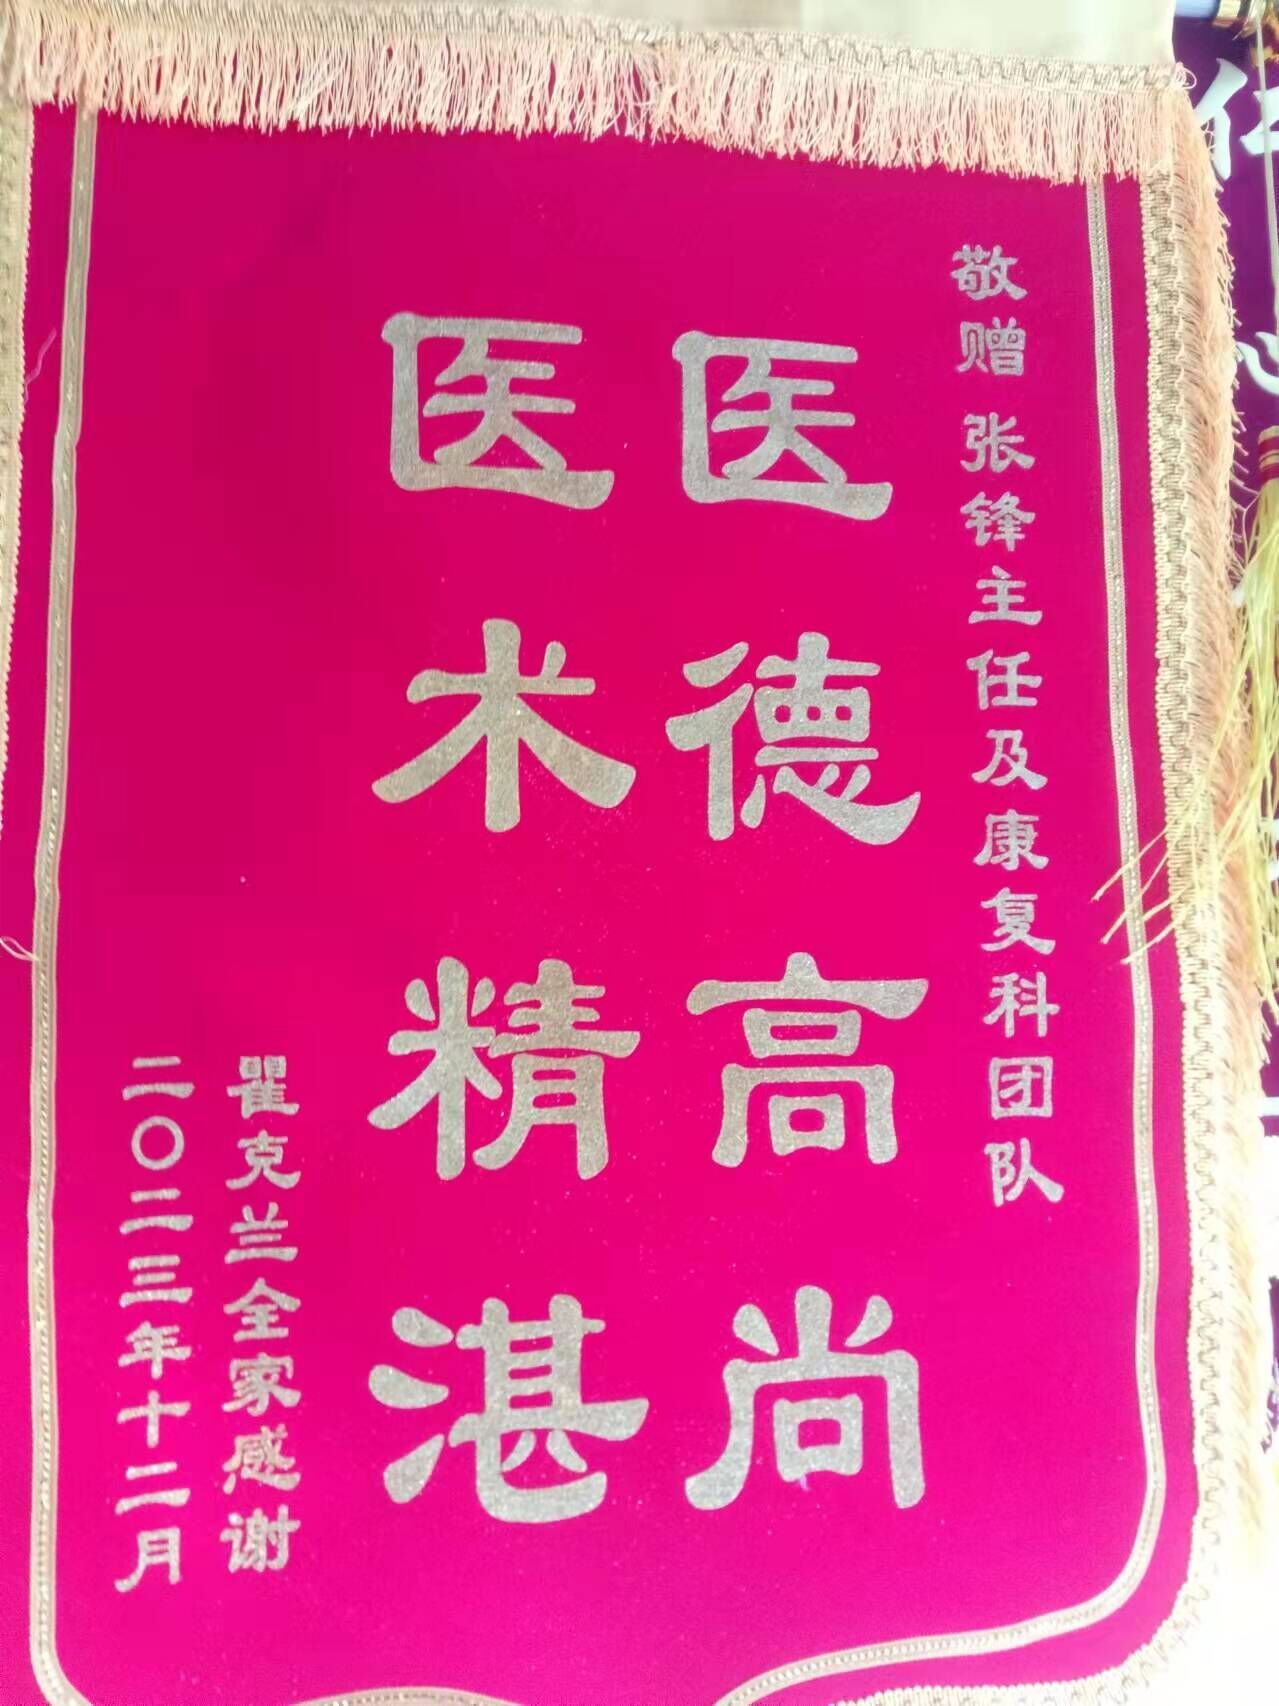 敬赠 张锋主任及康复科团队
医德高尚
医术精湛
瞿克兰全家感谢
二〇二三年十二月